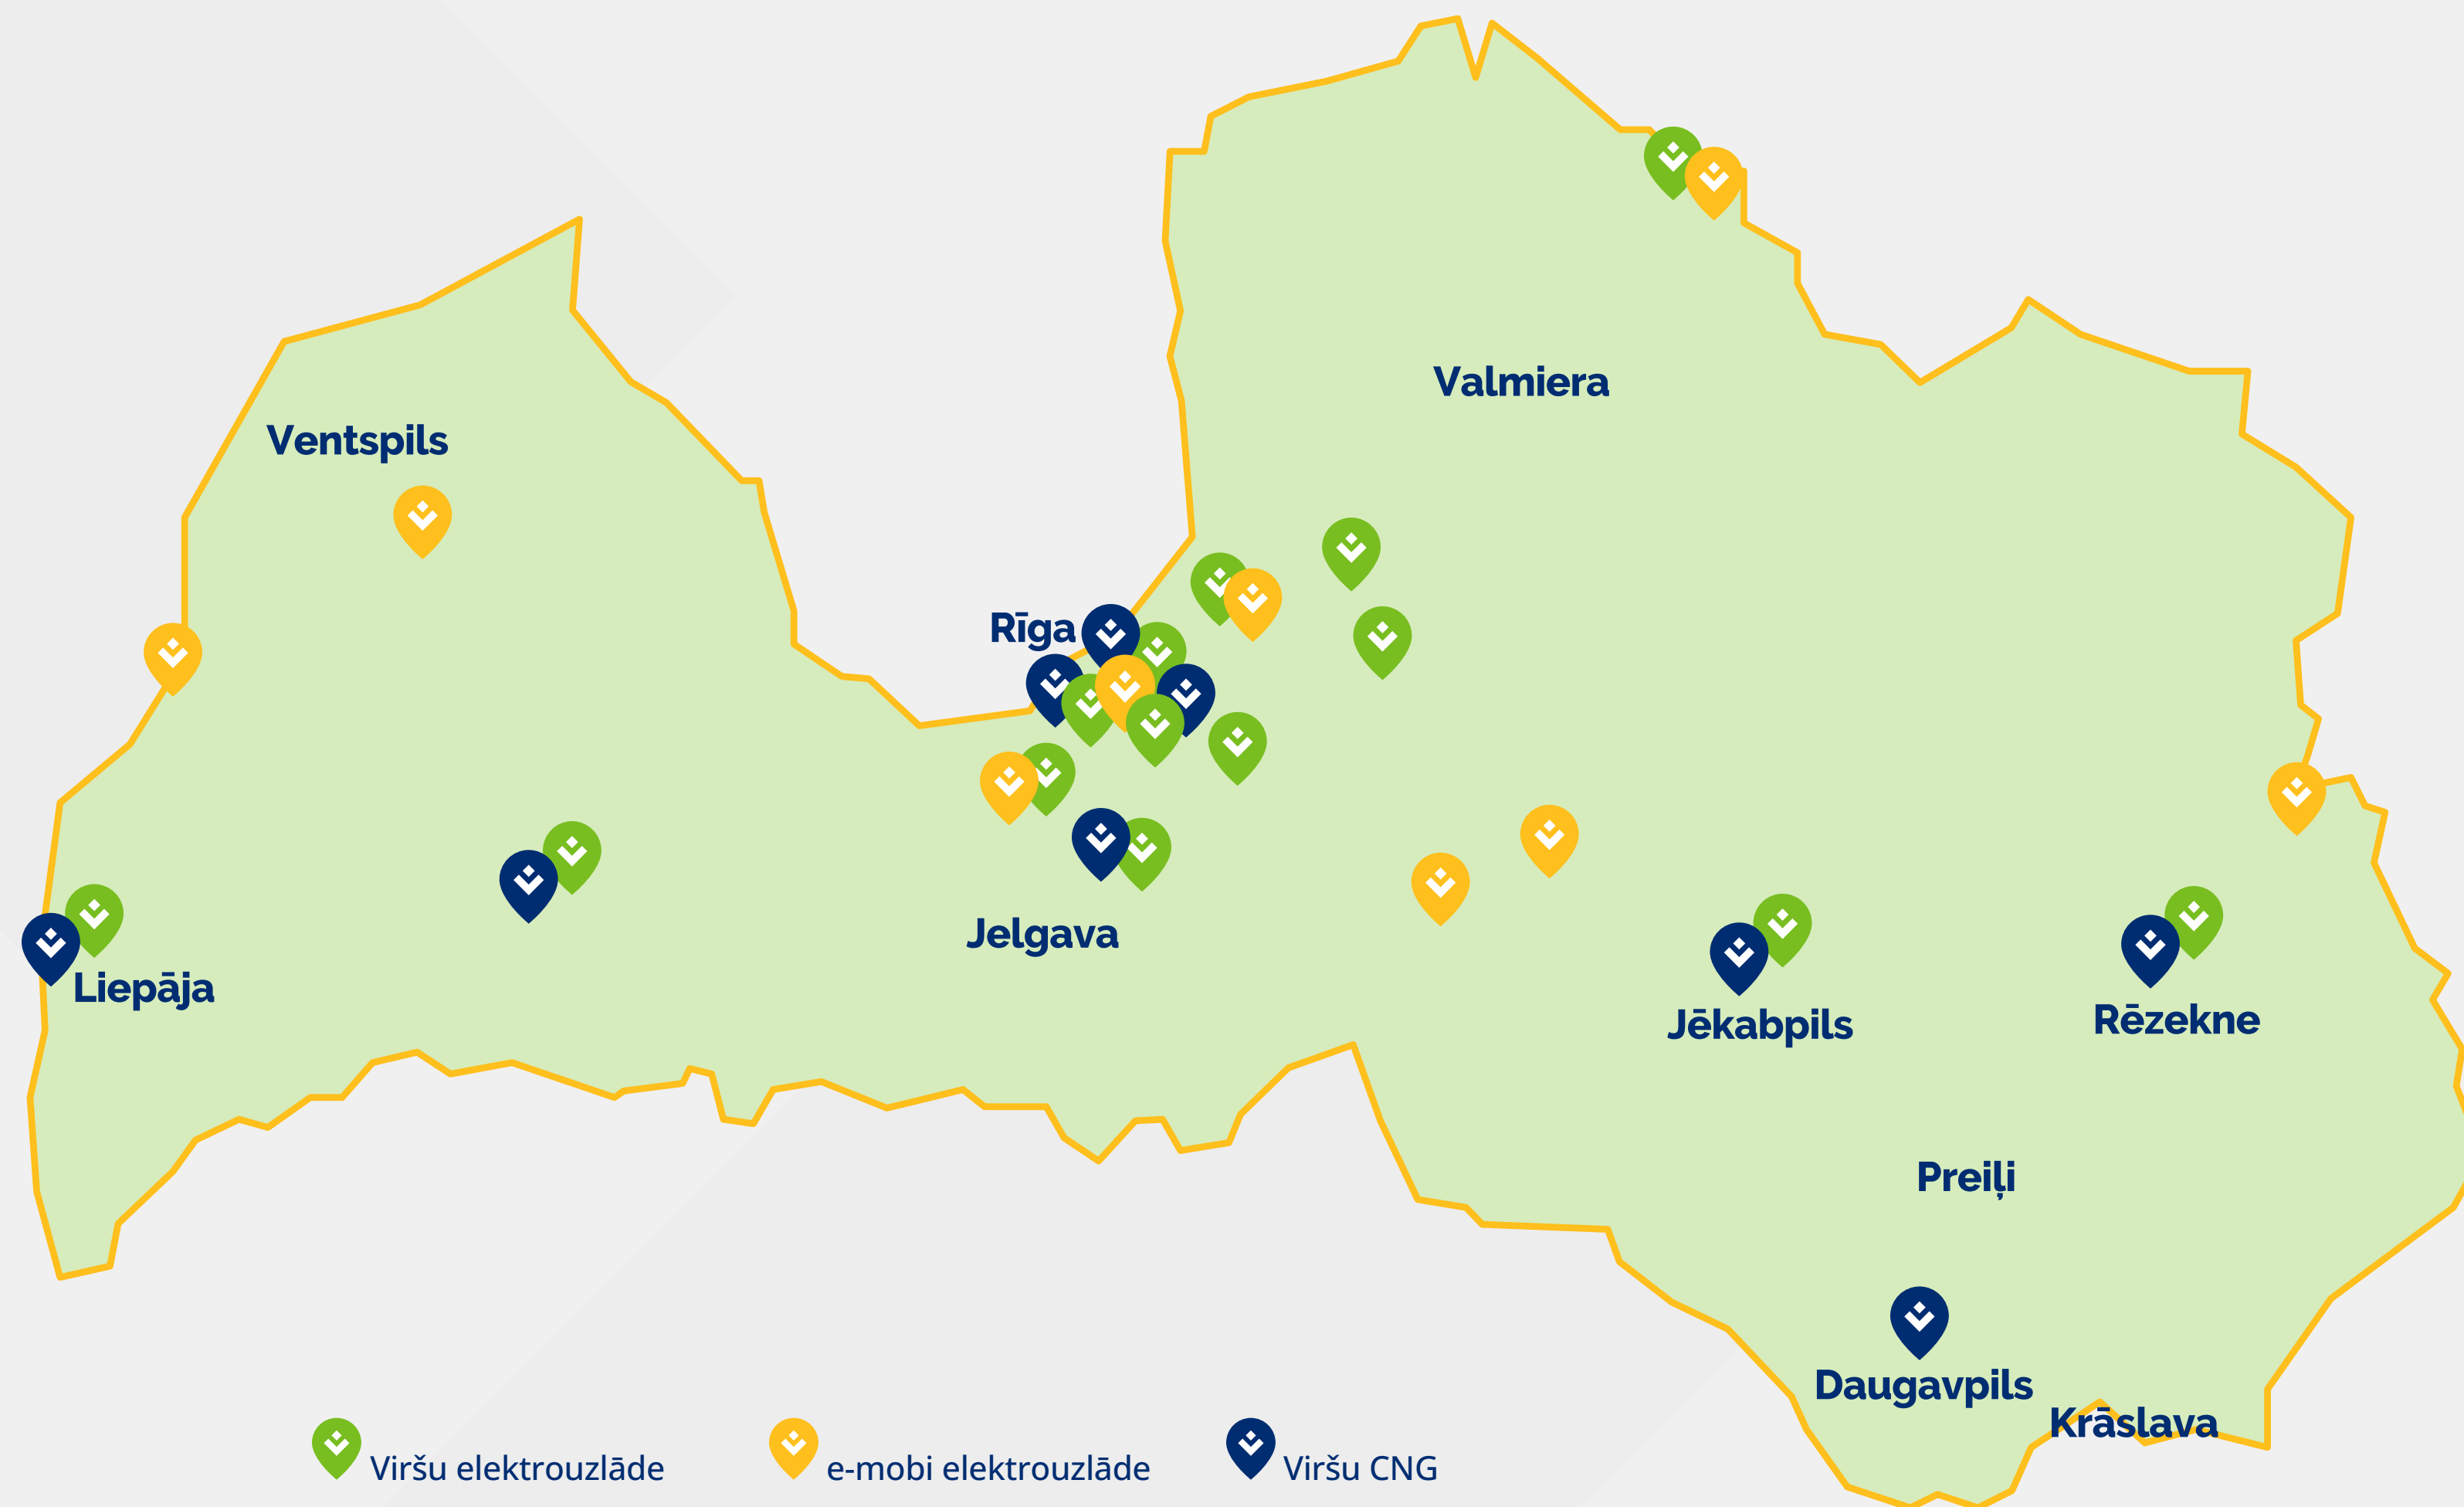 Valmiera
Ventspils
Rīga
Jelgava
Liepāja
Jēkabpils
Rēzekne
Preiļi
Daugavpils
Krāslava
Viršu elektrouzlāde
e-mobi elektrouzlāde
Viršu CNG